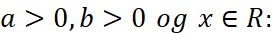 a > 0, b > 0 og x ∈ R: